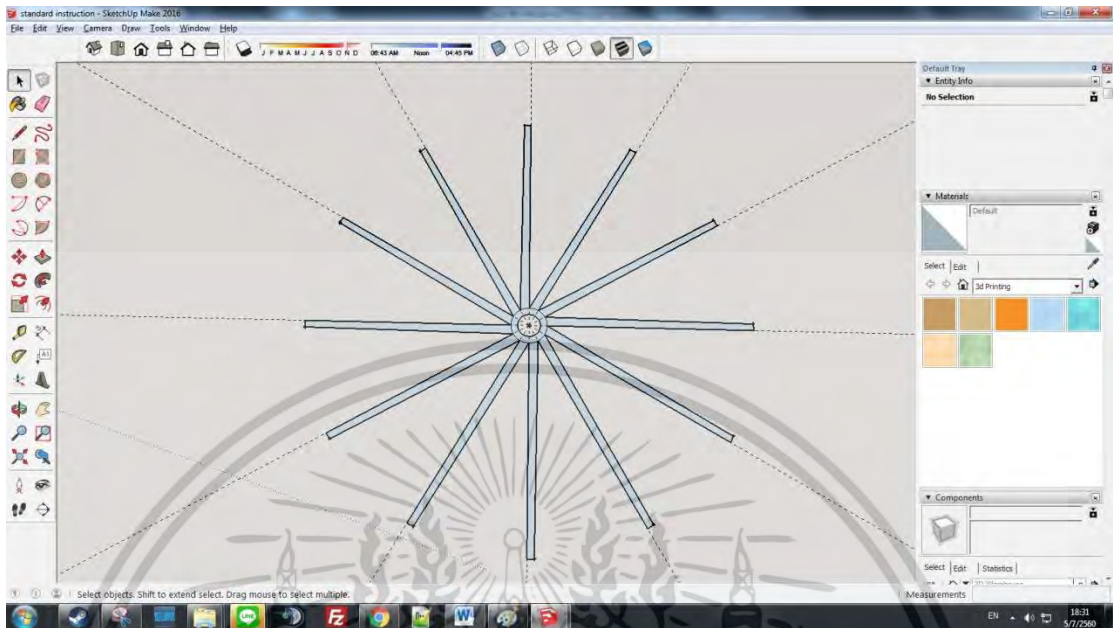 standard instruction - SketchUp Make 2016
File Edit View Camera Draw Tools Window Help
J F M A M J J A S O N D 06:43 AM Noon 04:45 PM
Default Tray
Entity Info
No Selection
Materials
Default
Select Edit
3d Printing
Components
Select Edit Statistics
Select objects. Shift to extend select. Drag mouse to select multiple.
Measurements
EN 18:31
5/7/2560